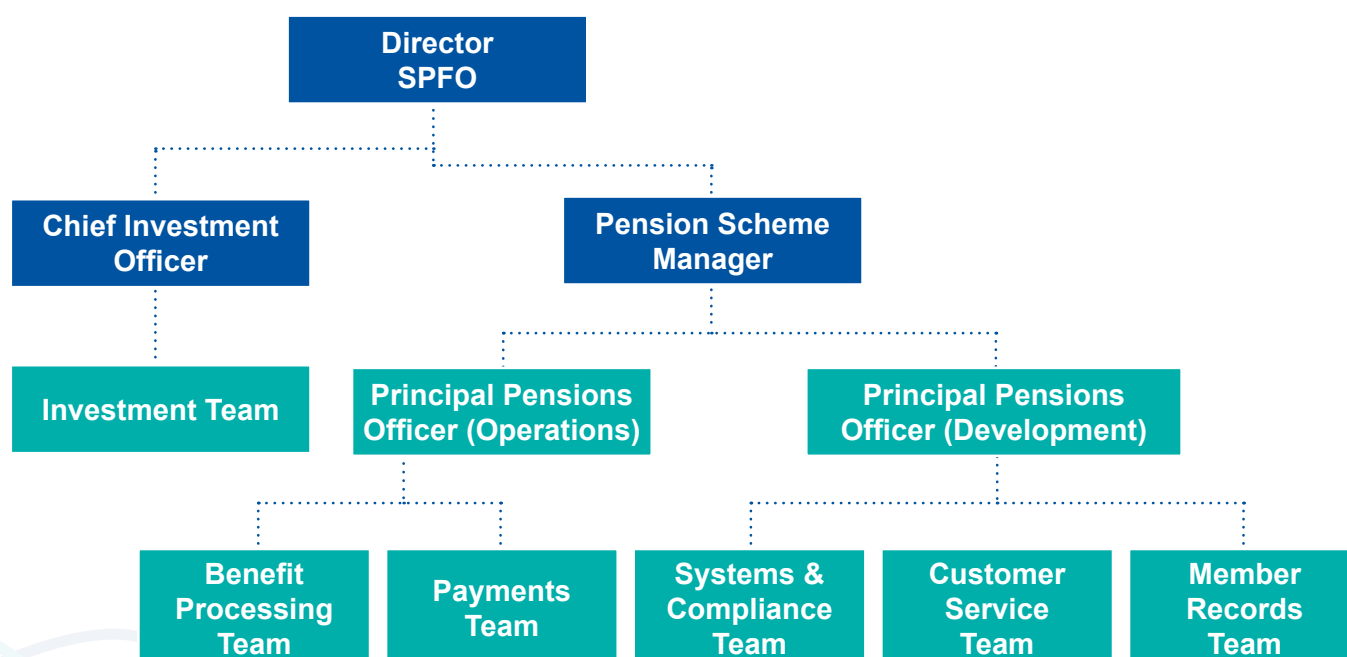 Director
SPFO
Chief Investment
Officer
Pension Scheme
Manager
Investment Team
Principal Pensions
Officer (Operations)
Principal Pensions
Officer (Development)
Benefit
Processing
Team
Payments
Team
Systems &
Compliance
Team
Customer
Service
Team
Member
Records
Team